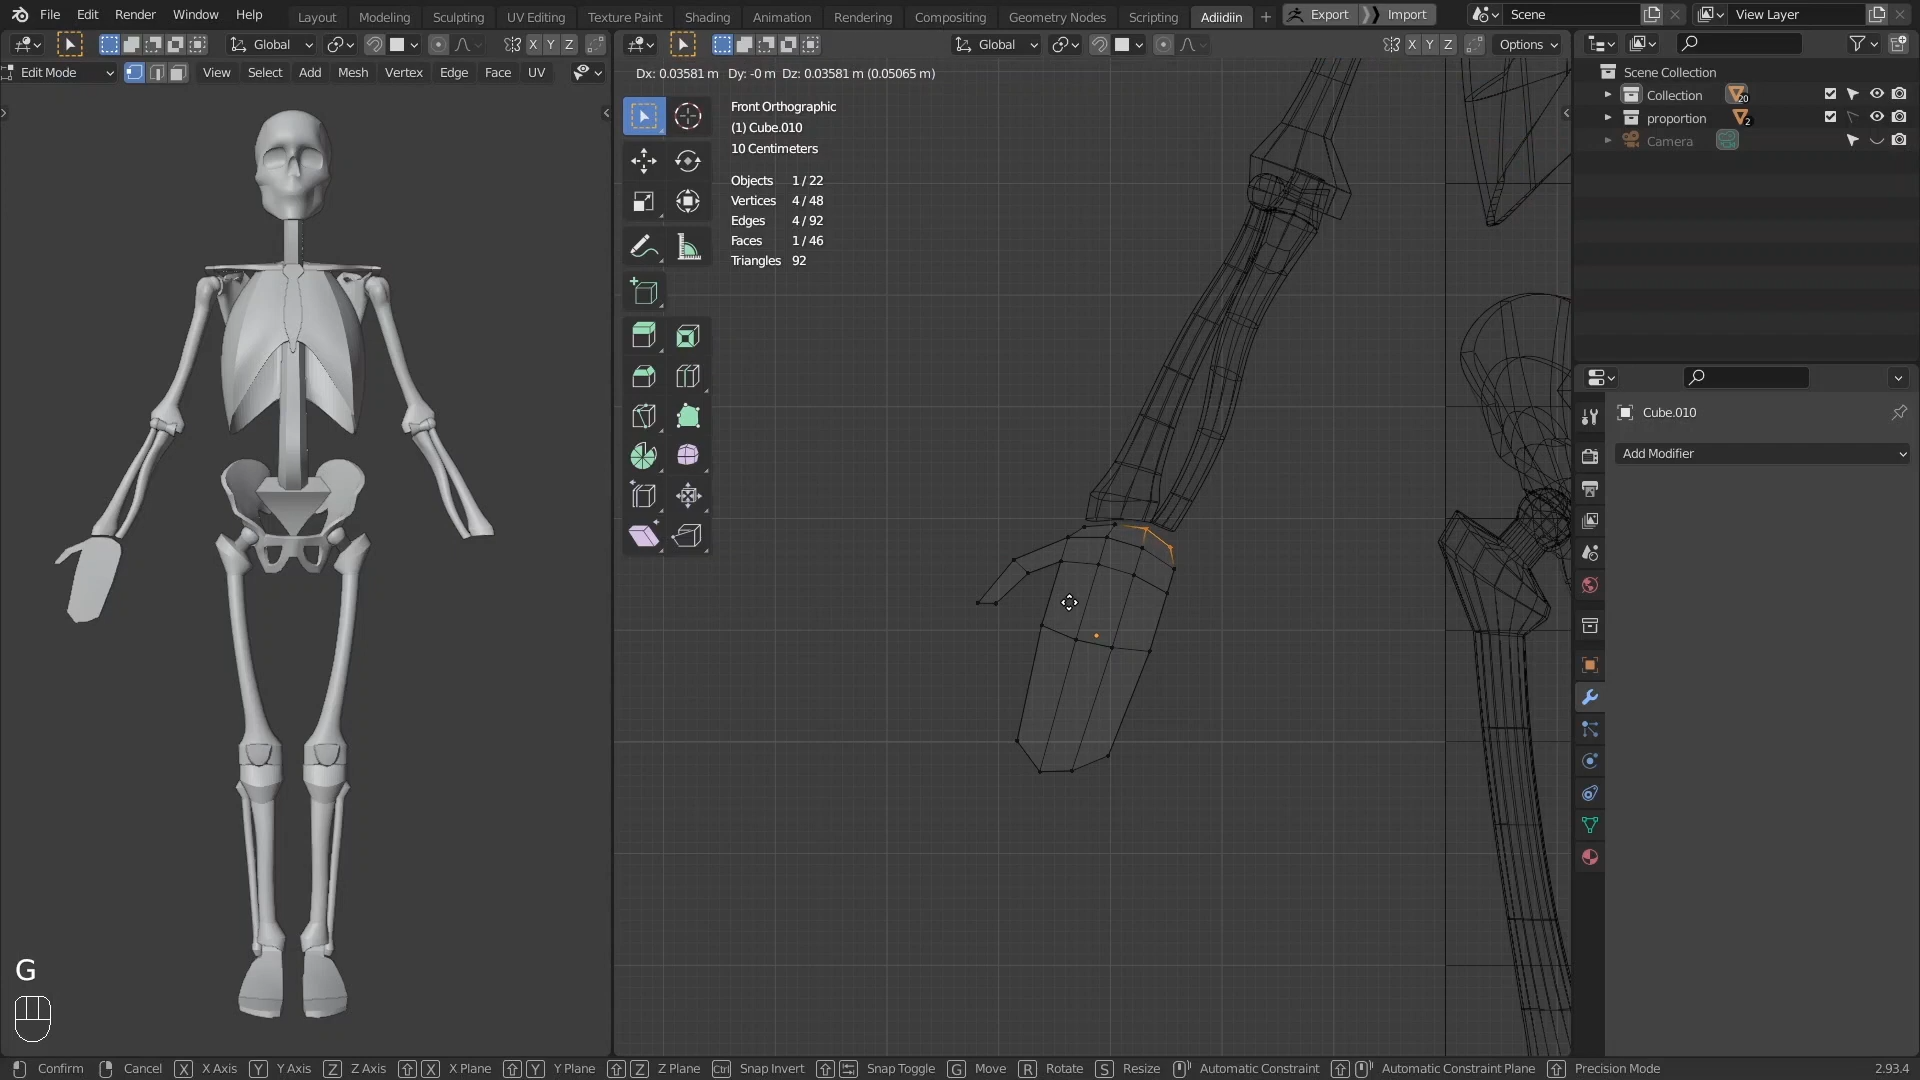 File Edit Render Window Help Layout Modeling Sculpting UV Editing Texture Paint Shading Animation Rendering Compositing Geometry Nodes Scripting Adiidiin + Export Import Scene View Layer
Global X Y Z Global X Y Z Options
Edit Mode View Select Add Mesh Vertex Edge Face UV Dx: 0.03581 m Dy: -0 m Dz: 0.03581 m (0.05065 m) Scene Collection
Collection 20
proportion 2
Camera
Front Orthographic
(1) Cube.010
10 Centimeters
Objects 1 / 22
Vertices 4 / 48
Edges 4 / 92
Faces 1 / 46
Triangles 92
Cube.010
Add Modifier
G
Confirm Cancel X X Axis Y Y Axis Z Z Axis X X Plane Y Y Plane Z Z Plane Ctrl Snap Invert Snap Toggle G Move R Rotate S Resize Automatic Constraint Automatic Constraint Plane Precision Mode 2.93.4